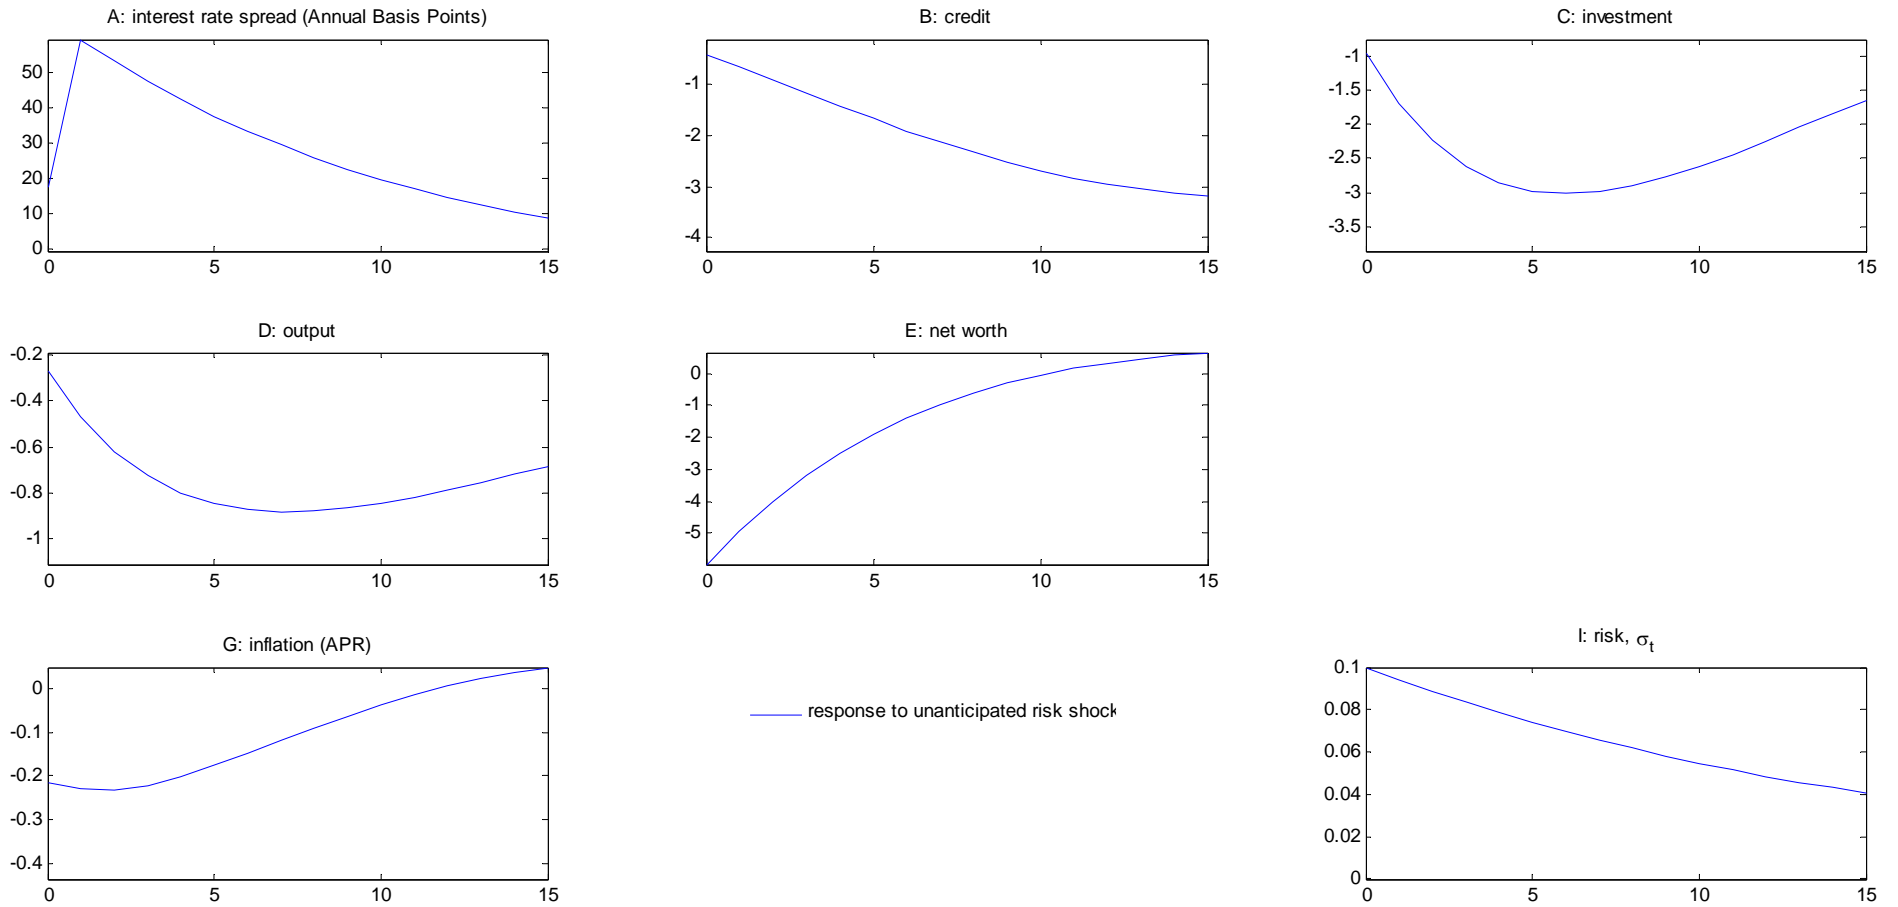 A: interest rate spread (Annual Basis Points)
50
40
30
20
10
0
0 5 10 15
B: credit
-1
-2
-3
-4
0 5 10 15
C: investment
-1
-1.5
-2
-2.5
-3
-3.5
0 5 10 15
D: output
-0.2
-0.4
-0.6
-0.8
-1
0 5 10 15
E: net worth
0
-1
-2
-3
-4
-5
0 5 10 15
G: inflation (APR)
0
-0.1
-0.2
-0.3
-0.4
0 5 10 15
response to unanticipated risk shock
I: risk, σt
0.1
0.08
0.06
0.04
0.02
0
0 5 10 15